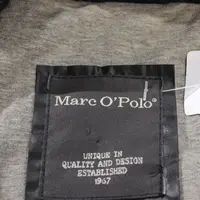 Marc O'Polo®
UNIQUE IN
QUALITY AND DESIGN
ESTABLISHED
1967